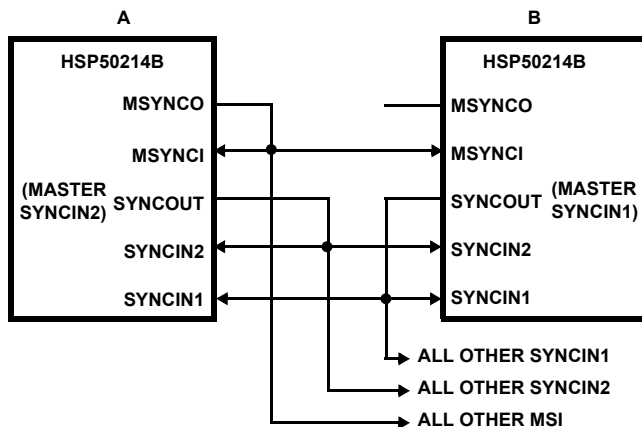 A
HSP50214B
MSYNCO
MSYNCI
(MASTER
SYNCIN2)
SYNCOUT
SYNCIN2
SYNCIN1
B
HSP50214B
MSYNCO
MSYNCI
SYNCOUT
(MASTER
SYNCIN1)
SYNCIN2
SYNCIN1
ALL OTHER SYNCIN1
ALL OTHER SYNCIN2
ALL OTHER MSI